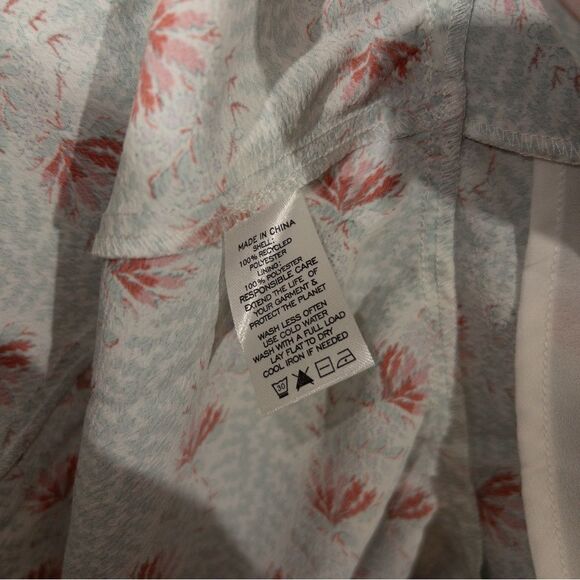 MADE IN CHINA
SHELL:
100% RECYCLED
POLYESTER
LINING:
100% POLYESTER
RESPONSIBLE CARE
EXTEND THE LIFE OF
YOUR GARMENT &
PROTECT THE PLANET
WASH LESS OFTEN
USE COLD WATER
WASH WITH A FULL LOAD
LAY FLAT TO DRY
COOL IRON IF NEEDED
30